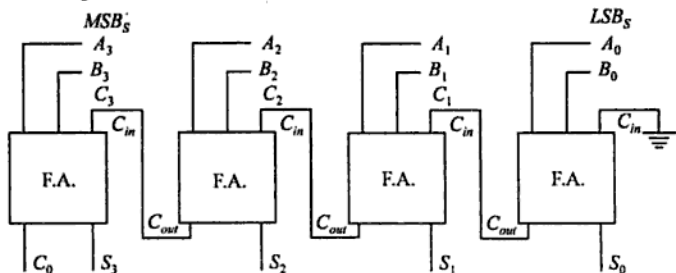 MSBS LSBS
A3 A2 A1 A0
B3 B2 B1 B0
C3 C2 C1
Cin Cin Cin Cin
F.A. F.A. F.A. F.A.
Cout Cout Cout
C0 S3 S2 S1 S0